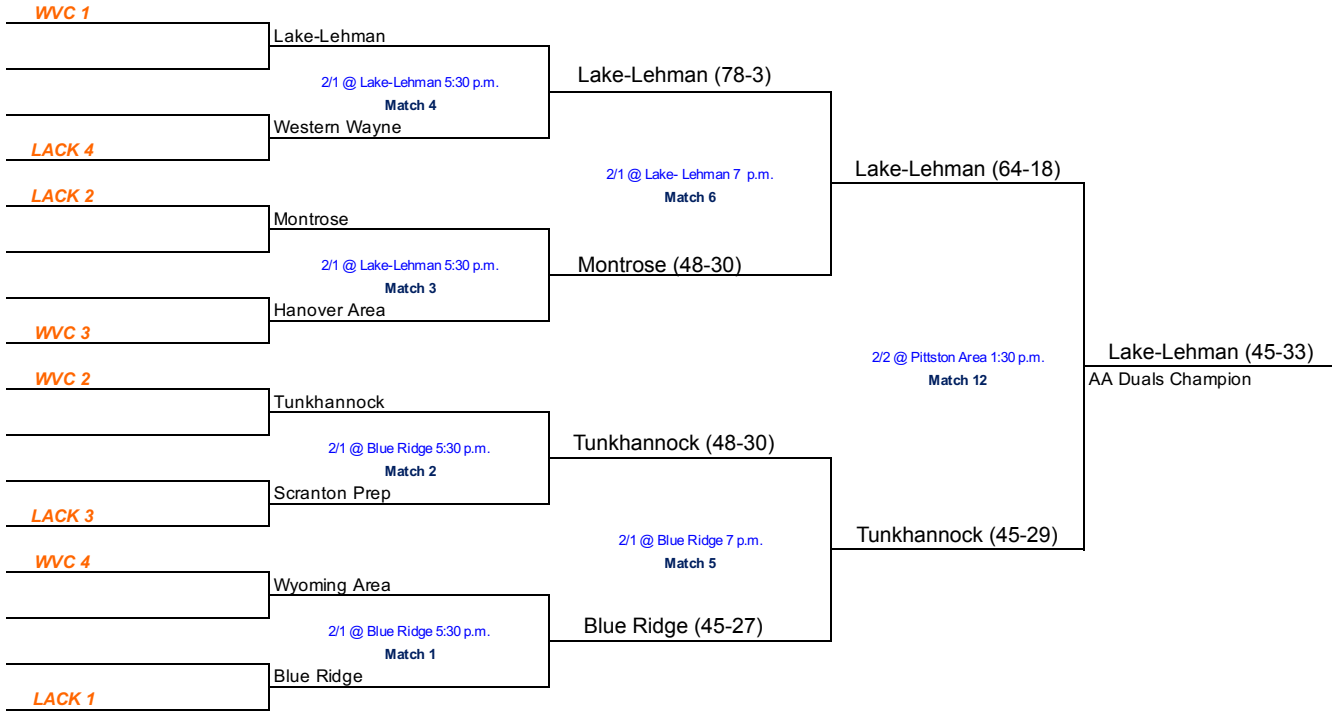 WVC 1
Lake-Lehman
2/1 @ Lake-Lehman 5:30 p.m.
Match 4
Lake-Lehman (78-3)
Western Wayne
LACK 4
2/1 @ Lake- Lehman 7 p.m.
Match 6
Lake-Lehman (64-18)
LACK 2
Montrose
2/1 @ Lake-Lehman 5:30 p.m.
Match 3
Montrose (48-30)
Hanover Area
WVC 3
2/2 @ Pittston Area 1:30 p.m.
Match 12
Lake-Lehman (45-33)
AA Duals Champion
WVC 2
Tunkhannock
2/1 @ Blue Ridge 5:30 p.m.
Match 2
Tunkhannock (48-30)
Scranton Prep
LACK 3
2/1 @ Blue Ridge 7 p.m.
Match 5
Tunkhannock (45-29)
WVC 4
Wyoming Area
2/1 @ Blue Ridge 5:30 p.m.
Match 1
Blue Ridge (45-27)
Blue Ridge
LACK 1